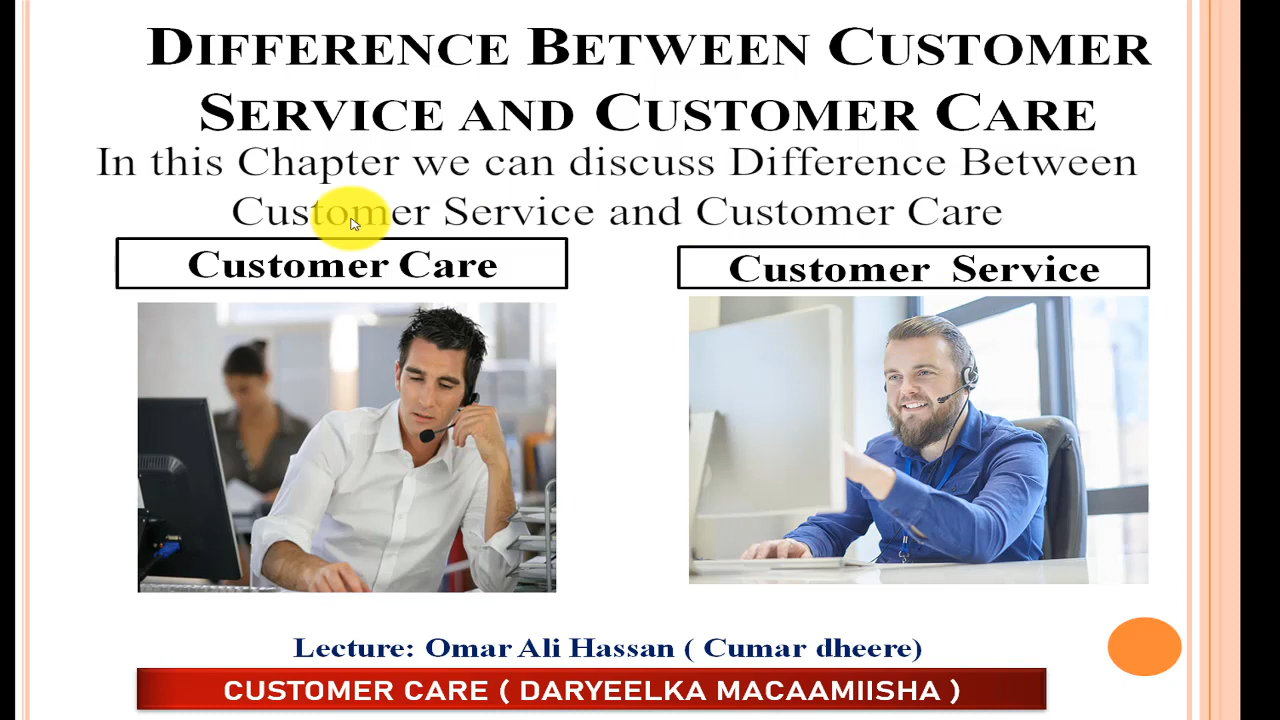 DIFFERENCE BETWEEN CUSTOMER
SERVICE AND CUSTOMER CARE
In this Chapter we can discuss Difference Between
Customer Service and Customer Care
Customer Care
Customer Service
Lecture: Omar Ali Hassan ( Cumar dheere)
CUSTOMER CARE ( DARYEELKA MACAAMIISHA )